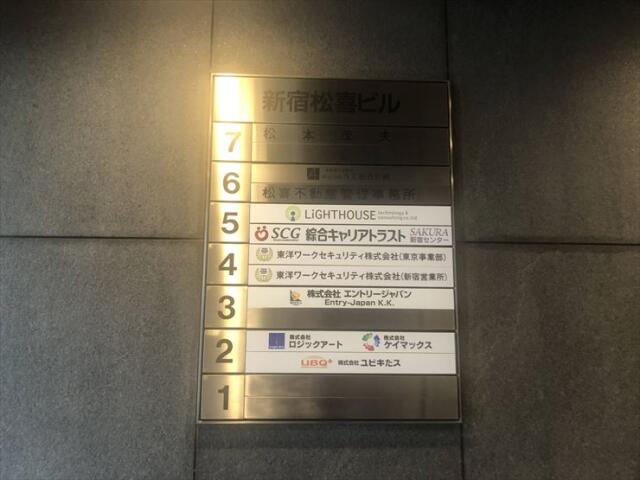 新宿松喜ビル
7 松本
6
松喜不動産管理事務所
5 LiGHTHOUSE technology & consulting co.,ltd
SCG 綜合キャリアトラスト SAKURA 新宿センター
4 東洋ワークセキュリティ株式会社(東京事業部)
東洋ワークセキュリティ株式会社(新宿営業所)
3 株式会社 エントリージャパン
Entry-Japan K.K.
2 株式会社 ロジックアート 株式会社 ケイマックス
UBQ+ 株式会社 ユビキたス
1